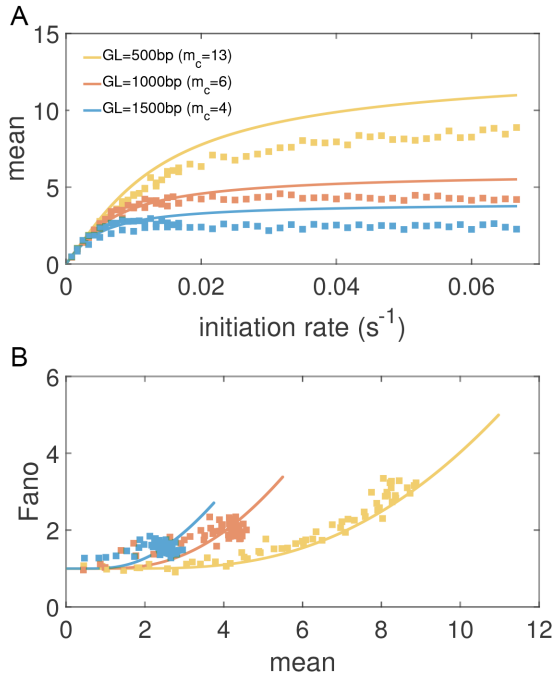 A
15
10
5
0
mean
GL=500bp (m_c=13)
GL=1000bp (m_c=6)
GL=1500bp (m_c=4)
0 0.02 0.04 0.06
initiation rate (s^-1)
B
6
4
2
0
Fano
0 2 4 6 8 10 12
mean